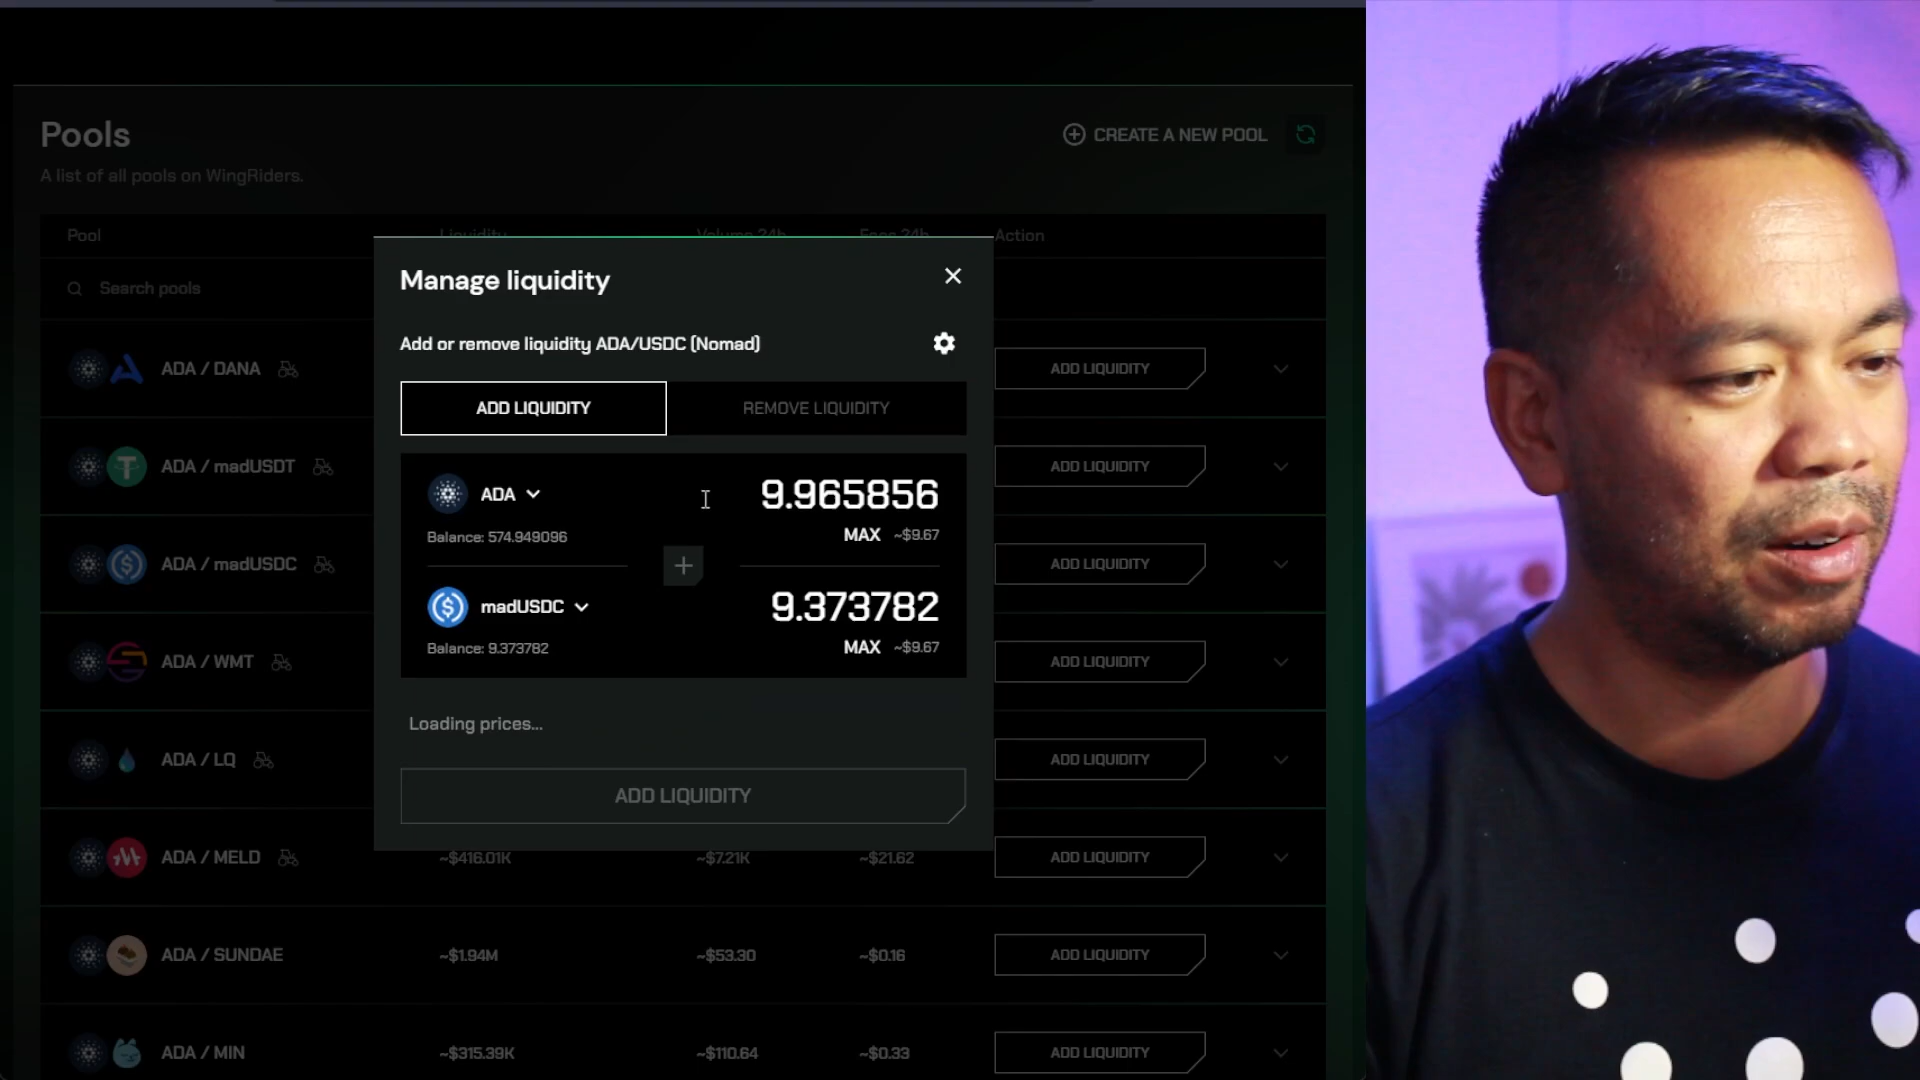 Pools
CREATE A NEW POOL
A list of all pools on WingRiders.
Pool Liquidity Volume 24h Fees 24h Action
Search pools
Manage liquidity
Add or remove liquidity ADA/USDC (Nomad)
ADD LIQUIDITY REMOVE LIQUIDITY
ADA 9.965856
Balance: 574.949096 MAX ~$9.67
madUSDC 9.373782
Balance: 9.373782 MAX ~$9.67
Loading prices...
ADD LIQUIDITY
ADA / DANA ADD LIQUIDITY
ADA / madUSDT ADD LIQUIDITY
ADA / madUSDC ADD LIQUIDITY
ADA / WMT ADD LIQUIDITY
ADA / LQ ADD LIQUIDITY
ADA / MELD ~$416.01K ~$7.21K ~$21.62 ADD LIQUIDITY
ADA / SUNDAE ~$1.94M ~$53.30 ~$0.16 ADD LIQUIDITY
ADA / MIN ~$315.39K ~$110.64 ~$0.33 ADD LIQUIDITY